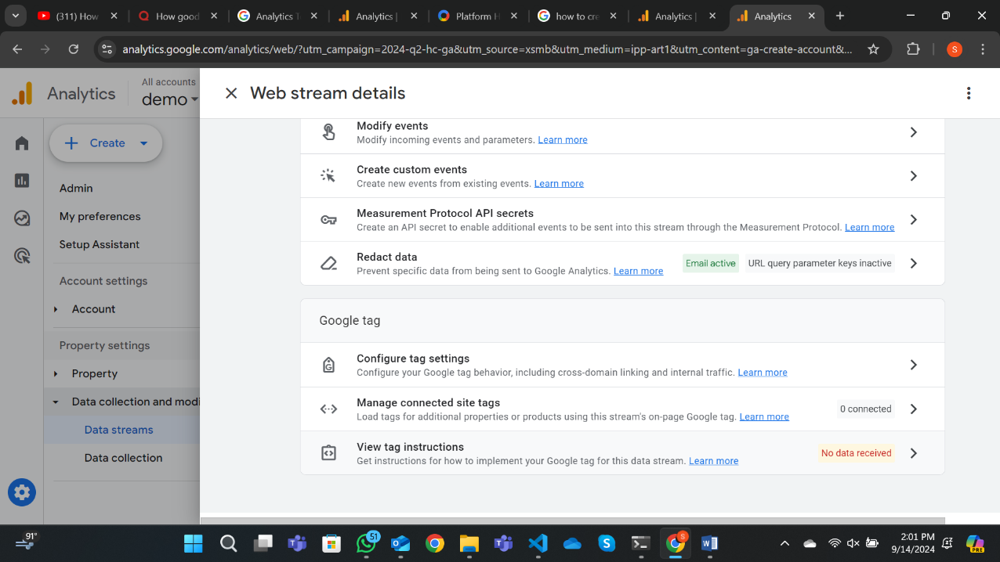 (311) How
How good
Analytics T
Analytics |
Platform H
how to cre
Analytics |
Analytics
analytics.google.com/analytics/web/?utm_campaign=2021-q2-hc-ga&utm_source=xsmb&utm_medium=ipp-art1&utm_content=ga-create-account&...
S
Analytics
All accounts
demo
Web stream details
Create
Admin
My preferences
Setup Assistant
Account settings
Account
Property settings
Property
Data collection and modi
Data streams
Data collection
Modify events
Modify incoming events and parameters. Learn more
Create custom events
Create new events from existing events. Learn more
Measurement Protocol API secrets
Create an API secret to enable additional events to be sent into this stream through the Measurement Protocol. Learn more
Redact data
Prevent specific data from being sent to Google Analytics. Learn more
Email active
URL query parameter keys inactive
Google tag
Configure tag settings
Configure your Google tag behavior, including cross-domain linking and internal traffic. Learn more
Manage connected site tags
Load tags for additional properties or products using this stream's on-page Google tag. Learn more
0 connected
View tag instructions
Get instructions for how to implement your Google tag for this data stream. Learn more
No data received
91°
51
S
2:01 PM
9/14/2024
PRE